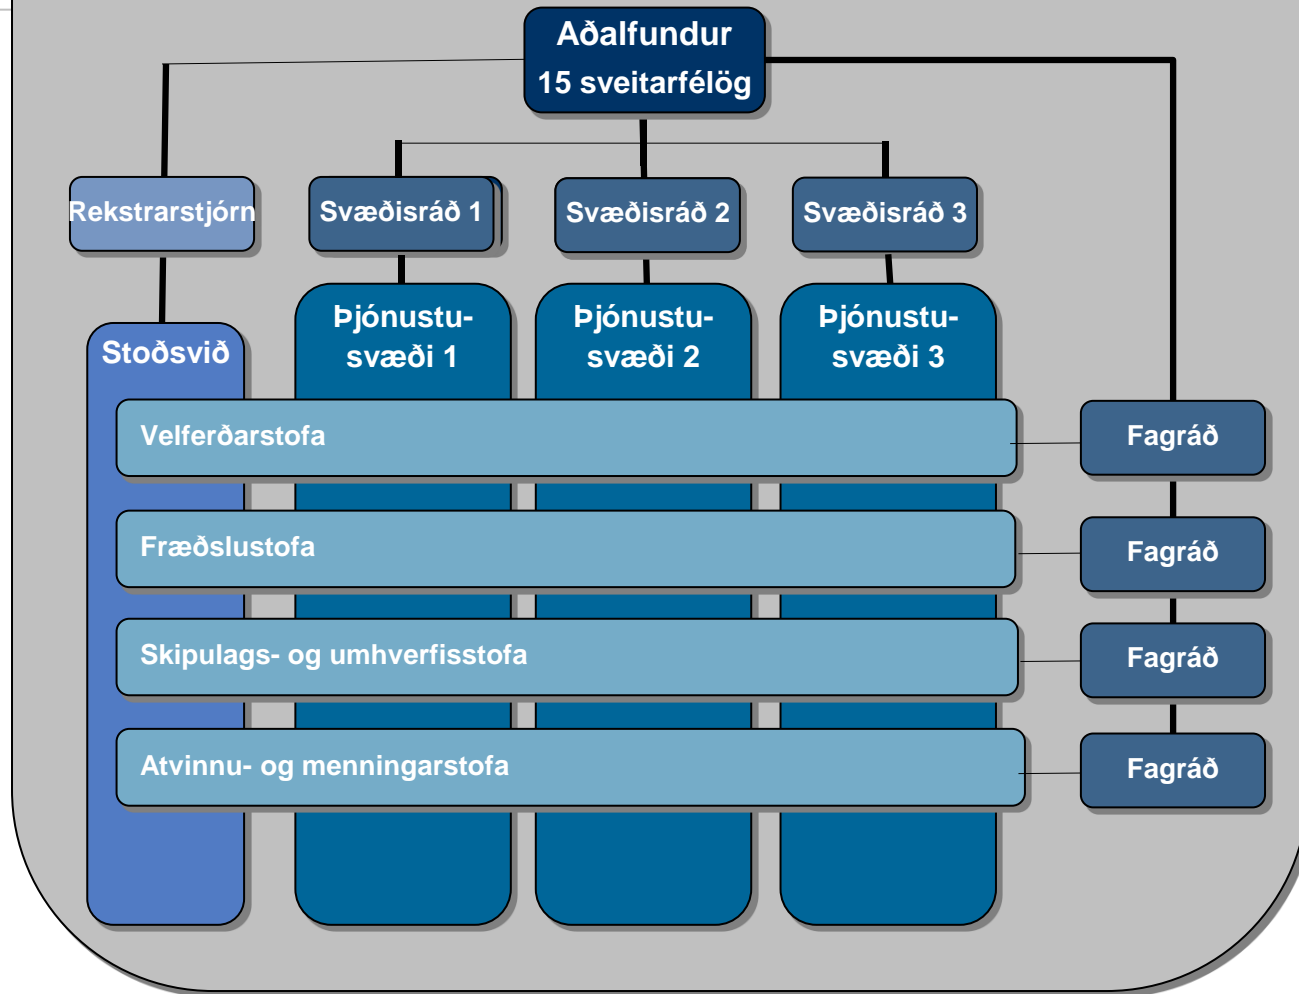 Aðalfundur
15 sveitarfélög
Rekstrarstjórn
Svæðisráð 1
Svæðisráð 2
Svæðisráð 3
Stoðsvið
Þjónustu-
svæði 1
Þjónustu-
svæði 2
Þjónustu-
svæði 3
Velferðarstofa
Fagráð
Fræðslustofa
Fagráð
Skipulags- og umhverfisstofa
Fagráð
Atvinnu- og menningarstofa
Fagráð